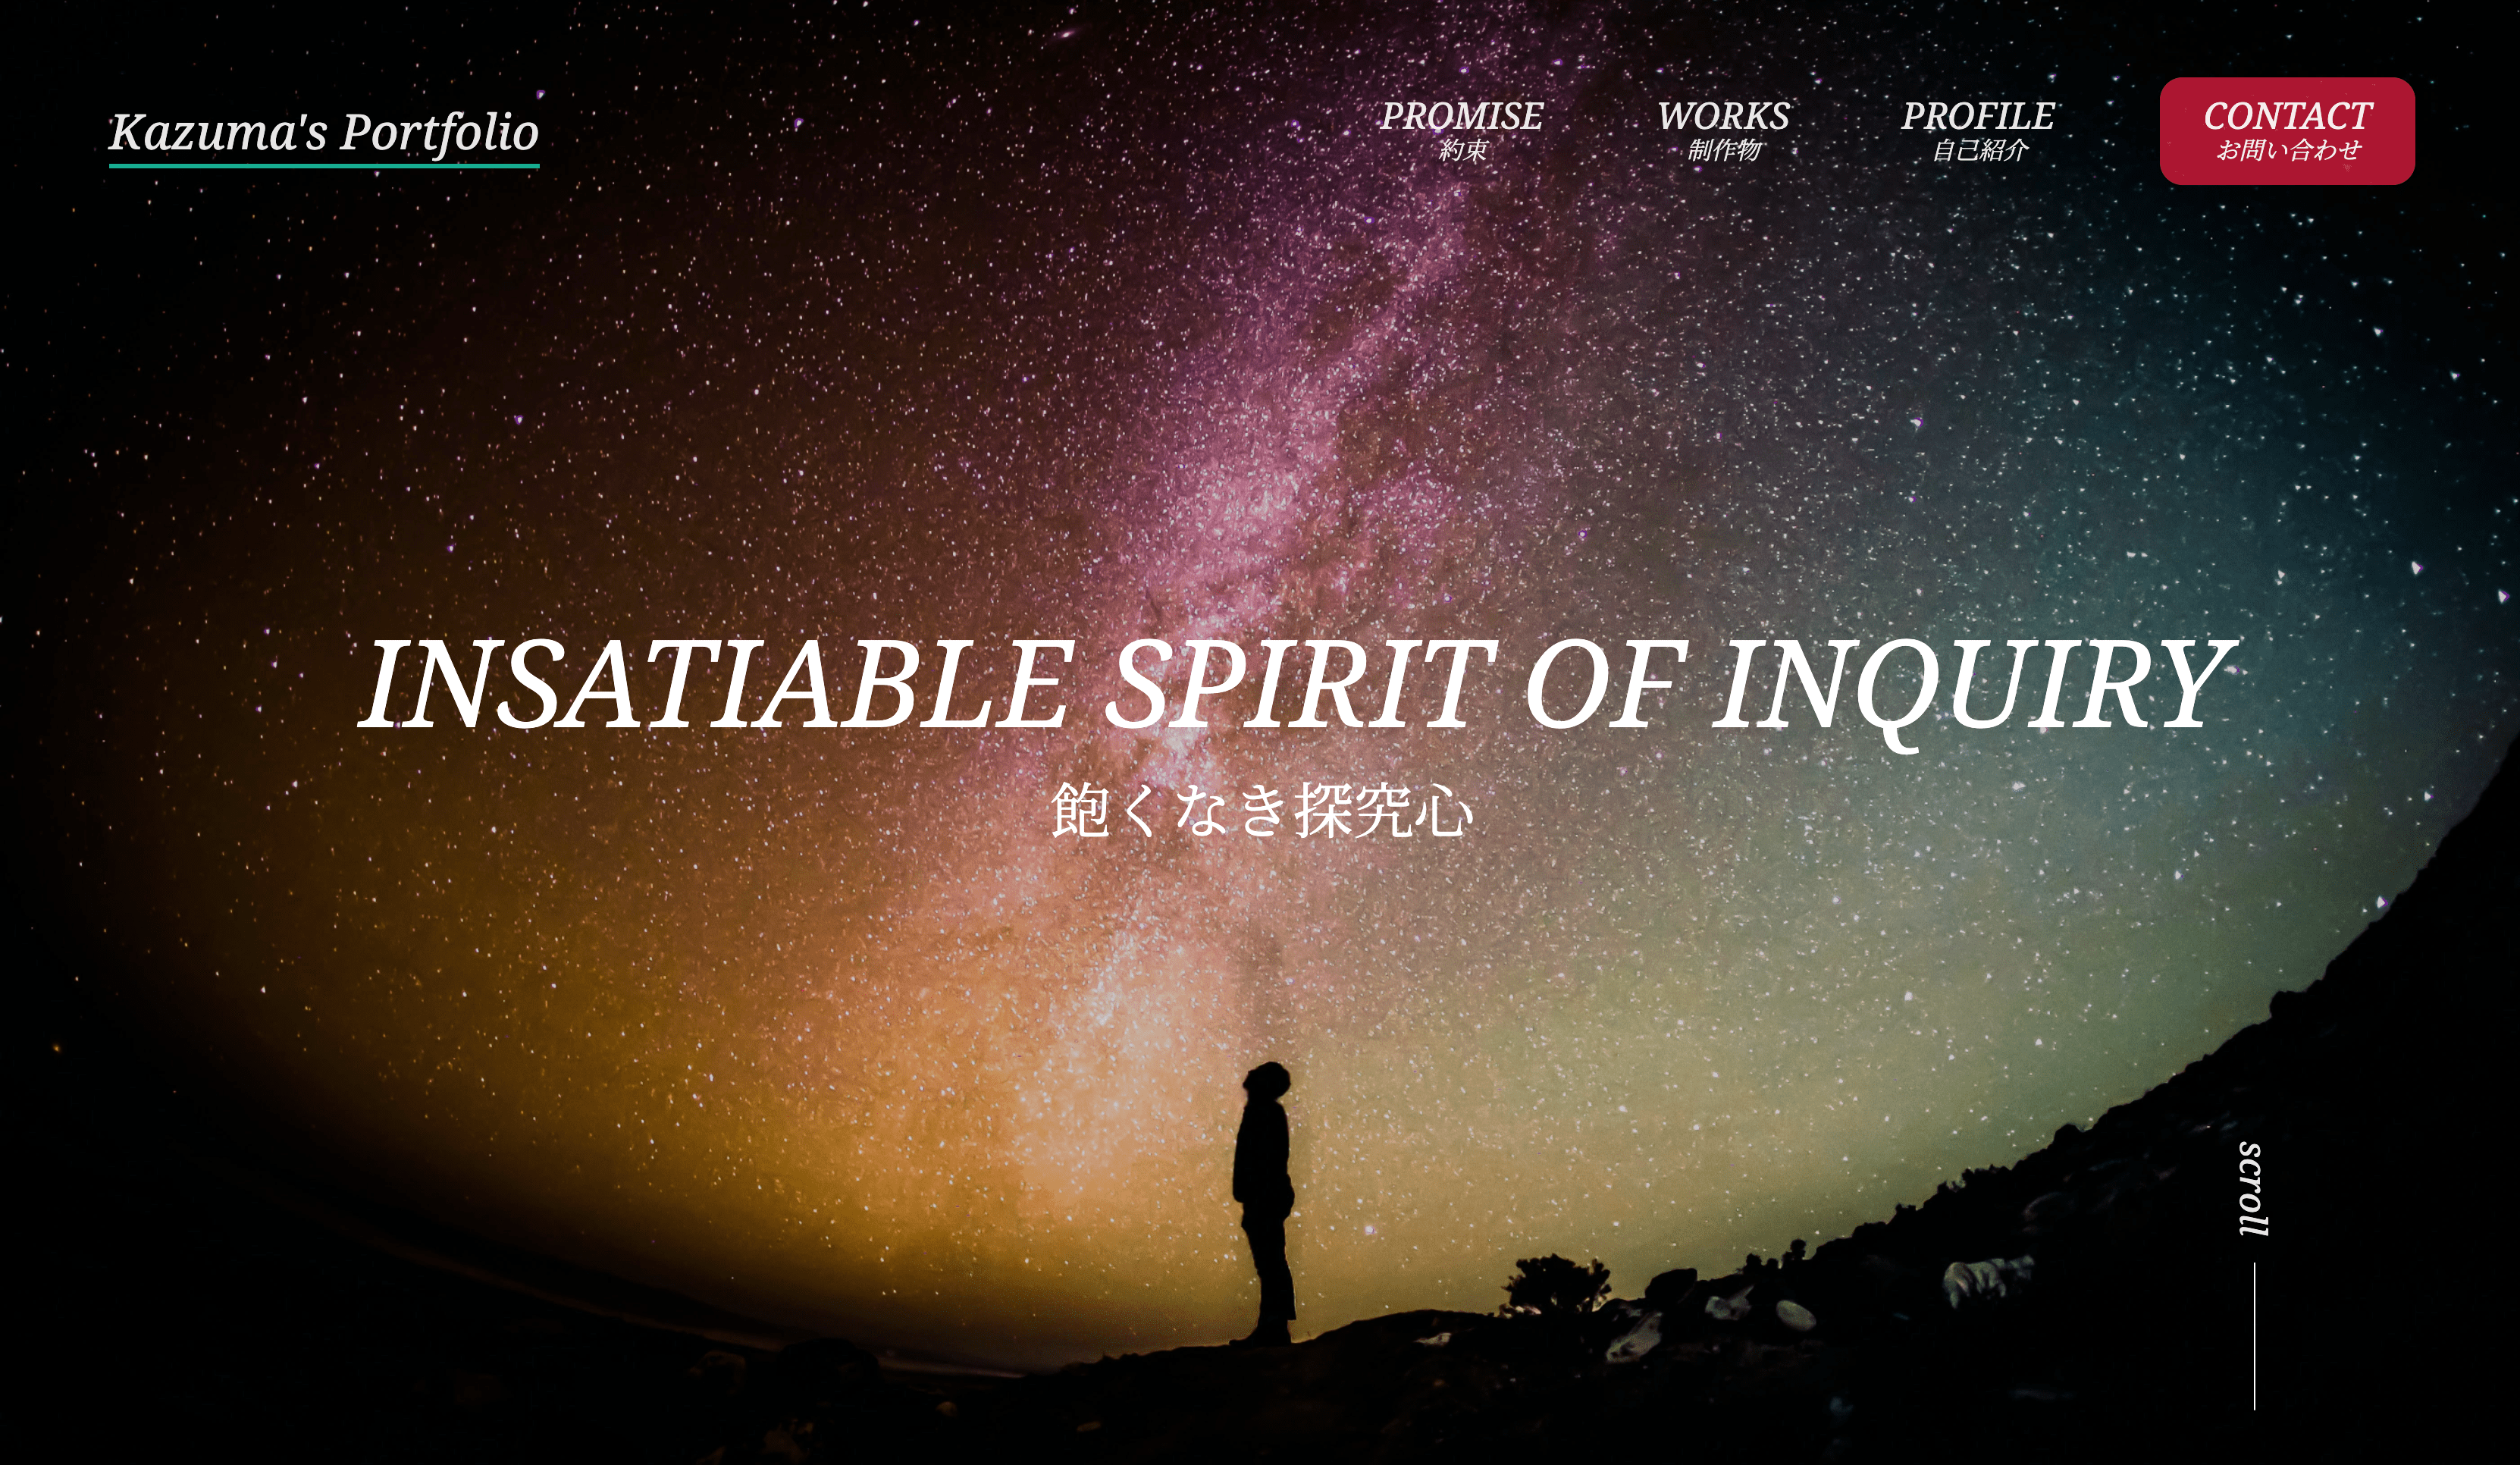 Kazuma's Portfolio
PROMISE
約束
WORKS
制作物
PROFILE
自己紹介
CONTACT
お問い合わせ
INSATIABLE SPIRIT OF INQUIRY
飽くなき探究心
scroll